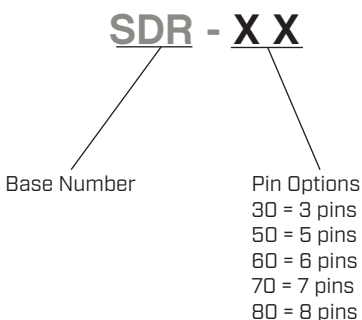 SDR - X X
Base Number
Pin Options
30 = 3 pins
50 = 5 pins
60 = 6 pins
70 = 7 pins
80 = 8 pins